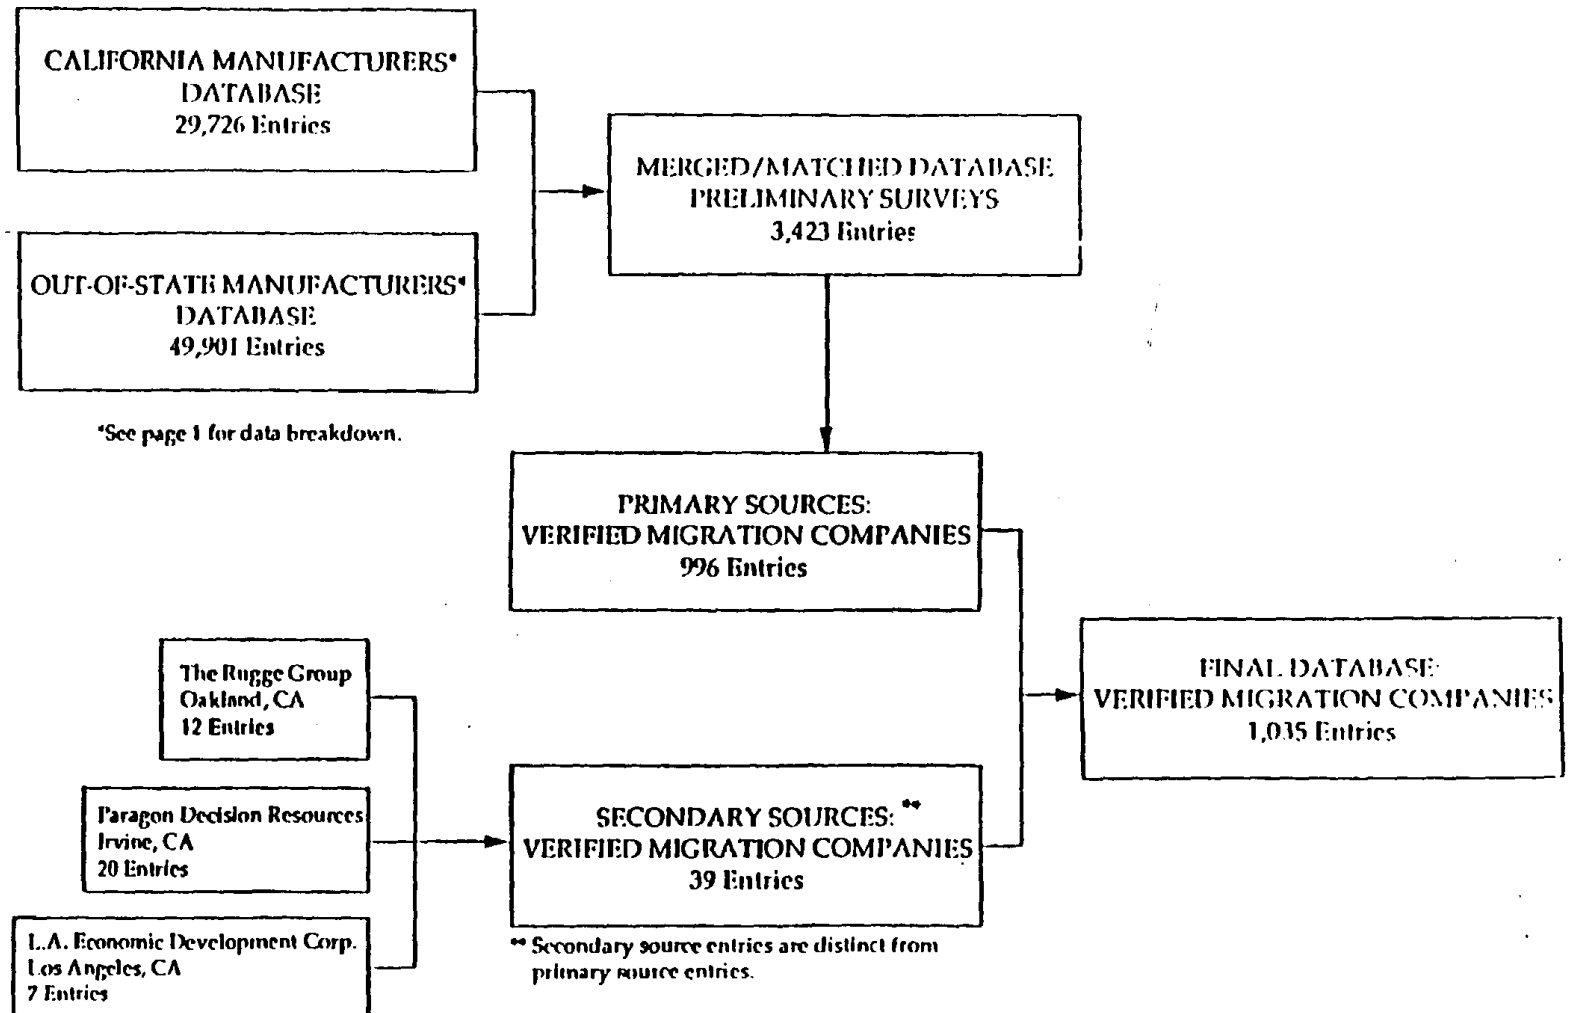 CALIFORNIA MANUFACTURERS*
DATABASE
29,726 Entries
OUT-OF-STATE MANUFACTURERS*
DATABASE
49,901 Entries
*See page 1 for data breakdown.
MERGED/MATCHED DATABASE
PRELIMINARY SURVEYS
3,423 Entries
PRIMARY SOURCES:
VERIFIED MIGRATION COMPANIES
996 Entries
The Rugge Group
Oakland, CA
12 Entries
Paragon Decision Resources
Irvine, CA
20 Entries
L.A. Economic Development Corp.
Los Angeles, CA
7 Entries
SECONDARY SOURCES: **
VERIFIED MIGRATION COMPANIES
39 Entries
** Secondary source entries are distinct from
primary source entries.
FINAL DATABASE:
VERIFIED MIGRATION COMPANIES
1,035 Entries